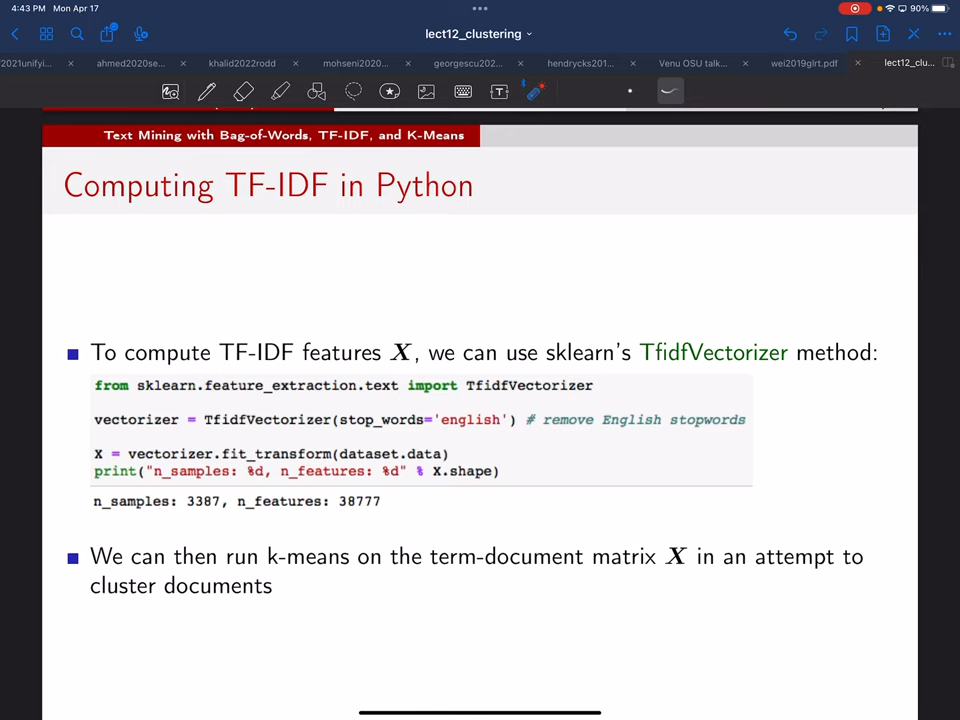 4:43 PM Mon Apr 17
90%
lect12_clustering
2021unifyi...
ahmed2020se...
khalid2022rodd
mohseni2020...
georgescu202...
hendrycks201...
Venu OSU talk...
wei2019glrt.pdf
lect12_clu...
Text Mining with Bag-of-Words, TF-IDF, and K-Means
Computing TF-IDF in Python
To compute TF-IDF features X, we can use sklearn's TfidfVectorizer method:
from sklearn.feature_extraction.text import TfidfVectorizer
vectorizer = TfidfVectorizer(stop_words='english') # remove English stopwords
X = vectorizer.fit_transform(dataset.data)
print("n_samples: %d, n_features: %d" % X.shape)
n_samples: 3387, n_features: 38777
We can then run k-means on the term-document matrix X in an attempt to
cluster documents